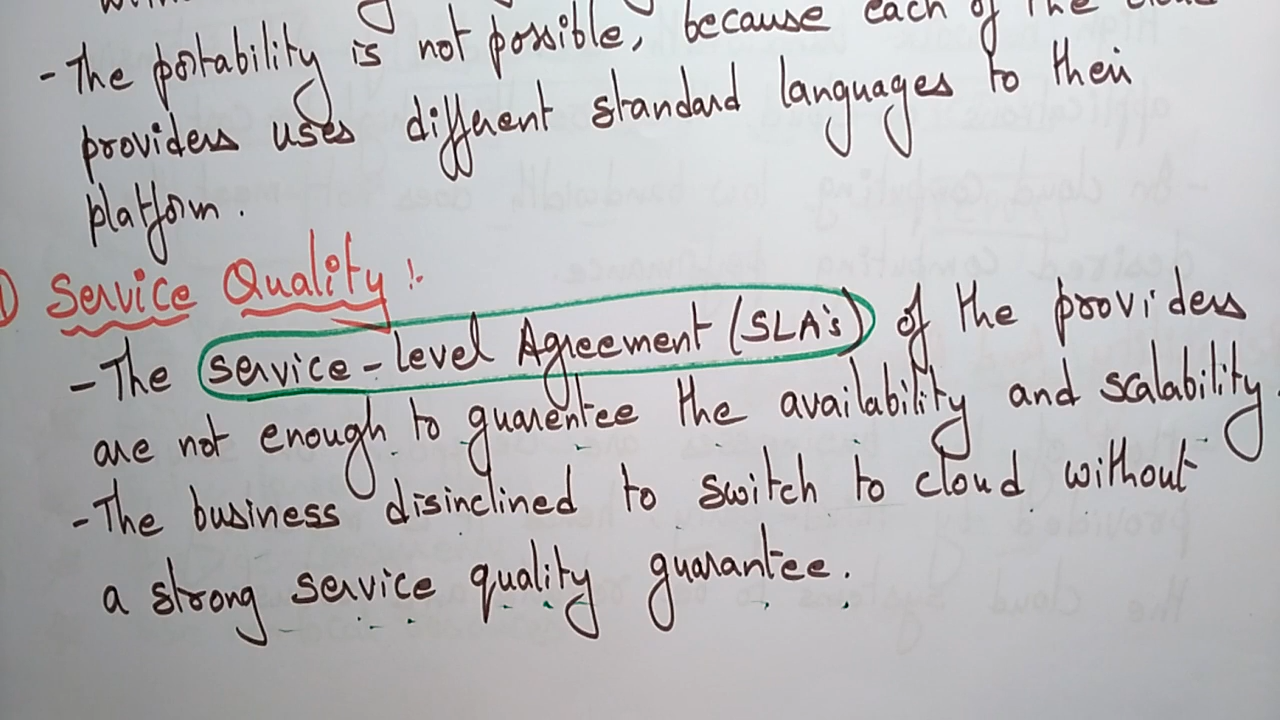 - The portability is not possible, because each of the cloud
providers uses different standard languages to their
platform.
Service Quality :-
- The service-level Agreement (SLA's) of the providers
are not enough to guarentee the availability and scalability.
- The business disinclined to switch to cloud without
a strong service quality guarantee.